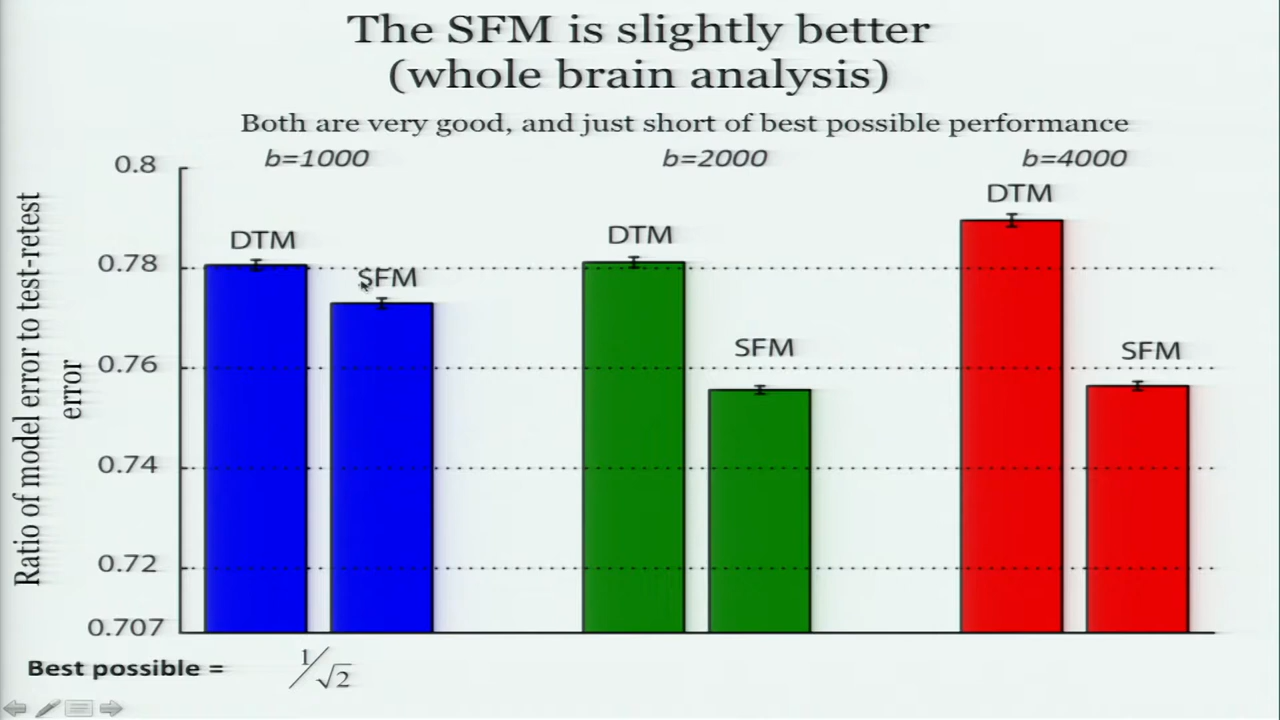 The SFM is slightly better
(whole brain analysis)
Both are very good, and just short of best possible performance
b=1000
b=2000
b=4000
Ratio of model error to test-retest
error
0.8
0.78
0.76
0.74
0.72
0.707
DTM
SFM
DTM
SFM
DTM
SFM
Best possible = 1/√2